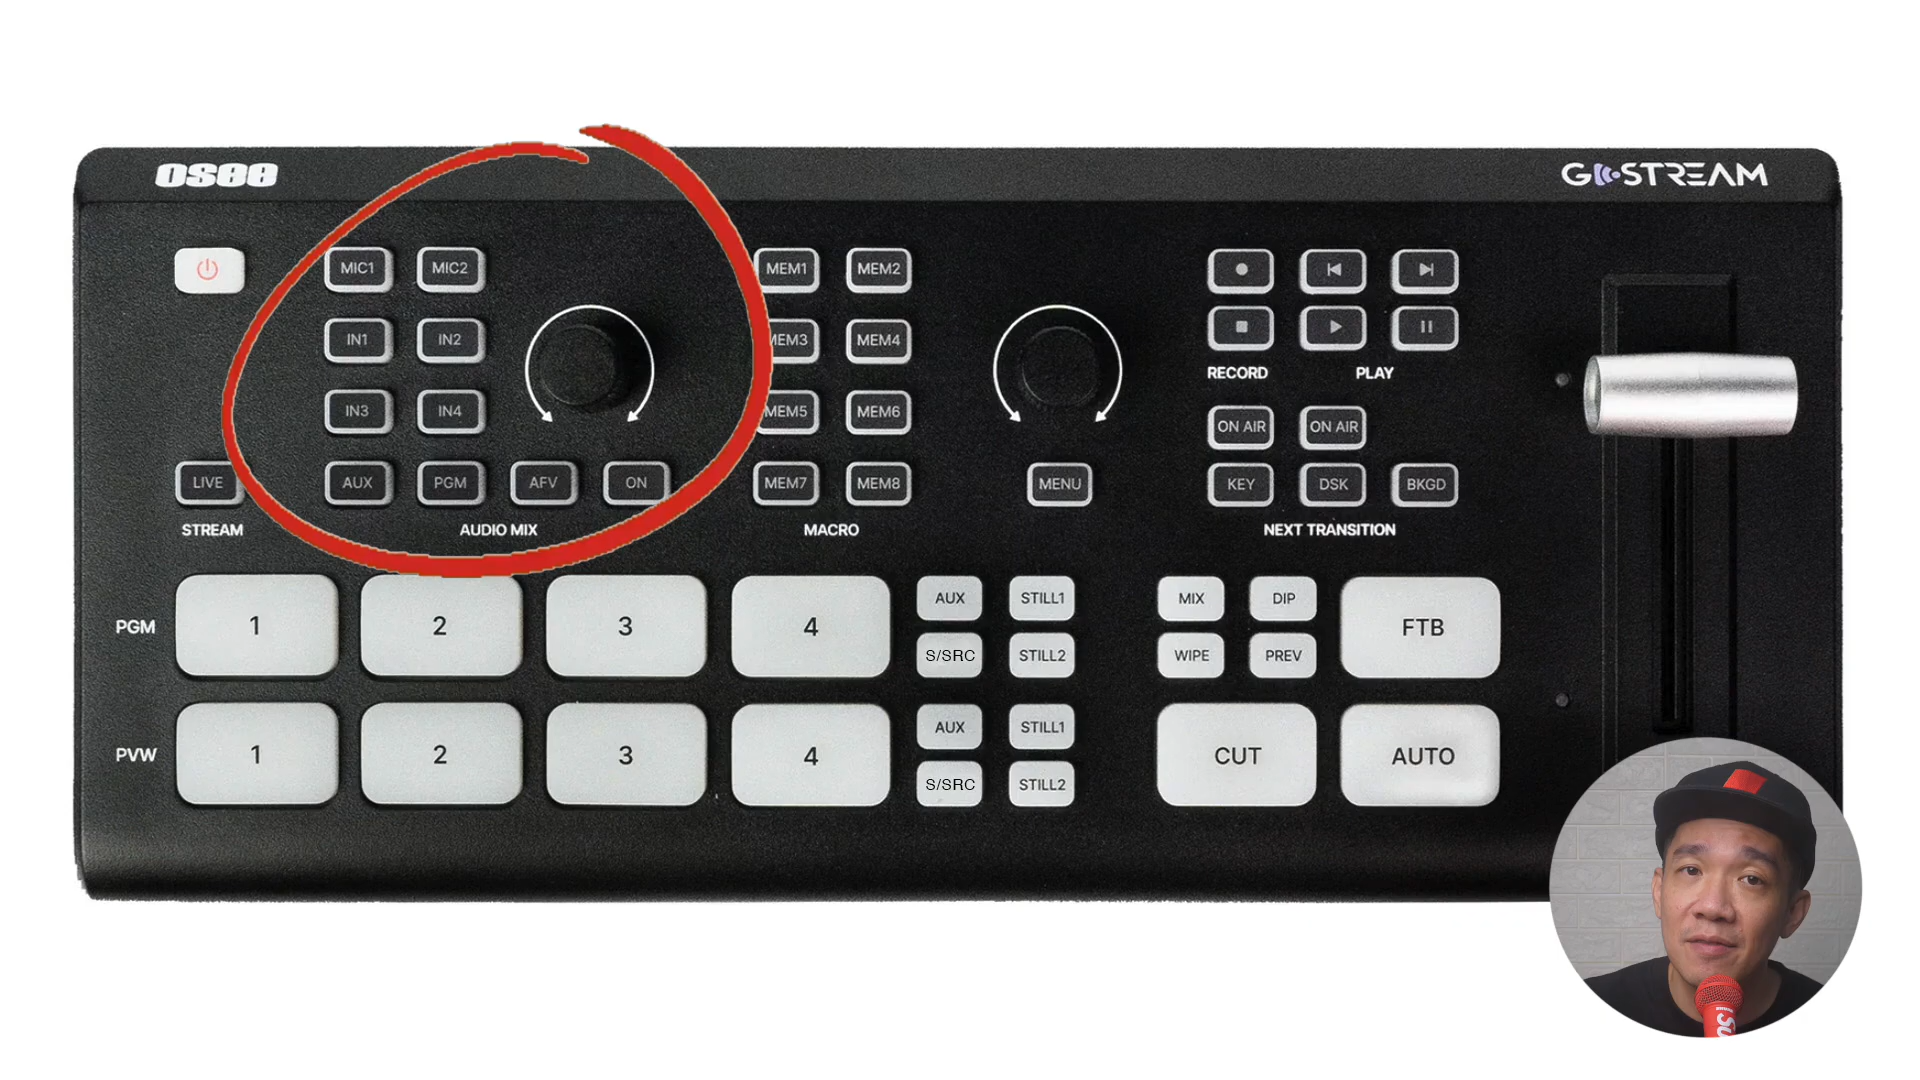 osee
GOSTREAM
MIC1 MIC2 MEM1 MEM2
IN1 IN2 MEM3 MEM4
RECORD PLAY
IN3 IN4 MEM5 MEM6 ON AIR ON AIR
LIVE AUX PGM AFV ON MEM7 MEM8 MENU KEY DSK BKGD
STREAM AUDIO MIX MACRO NEXT TRANSITION
PGM 1 2 3 4 AUX STILL1 MIX DIP FTB
S/SRC STILL2 WIPE PREV
PVW 1 2 3 4 AUX STILL1 CUT AUTO
S/SRC STILL2